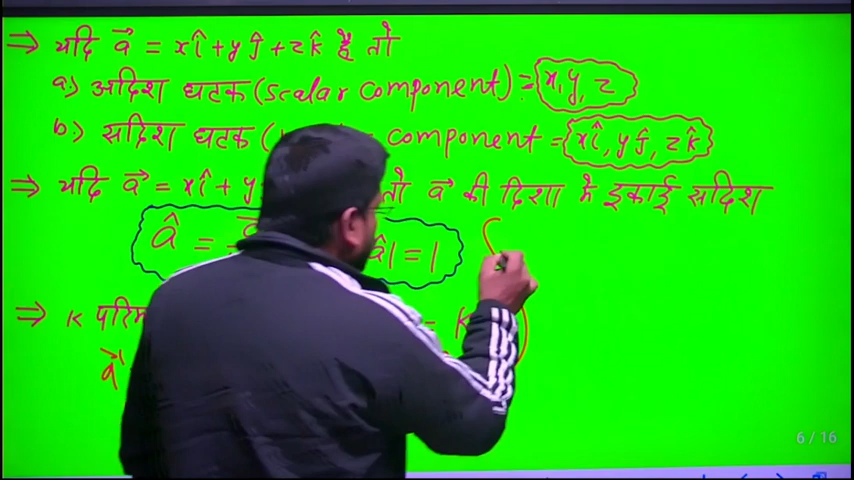 ⇒ यदि a⃗ = xî + yĵ + zk̂ है तो
a) अदिश घटक (scalar component) = x, y, z
b) सदिश घटक ( component = xî, yĵ, zk̂
⇒ यदि a⃗ = xî + y तो a⃗ की दिशा मे इकाई सदिश
â = â| = 1
⇒ K = K
a⃗
6 / 16